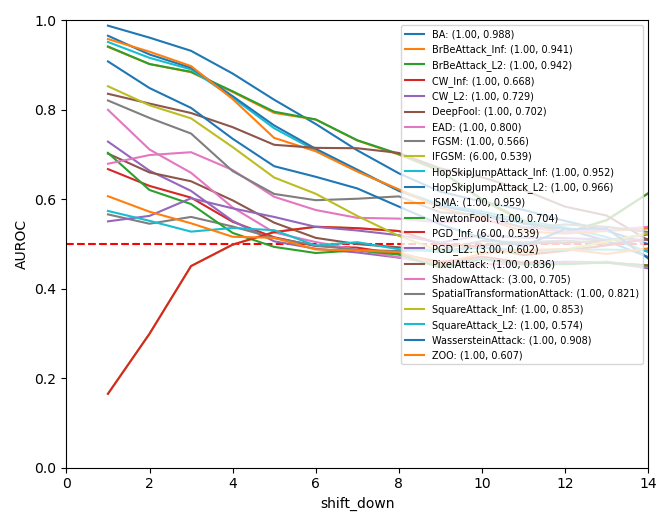 AUROC
1.0
0.8
0.6
0.4
0.2
0.0
0 2 4 6 8 10 12 14
shift_down
BA: (1.00, 0.988)
BrBeAttack_Inf: (1.00, 0.941)
BrBeAttack_L2: (1.00, 0.942)
CW_Inf: (1.00, 0.668)
CW_L2: (1.00, 0.729)
DeepFool: (1.00, 0.702)
EAD: (1.00, 0.800)
FGSM: (1.00, 0.566)
IFGSM: (6.00, 0.539)
HopSkipJumpAttack_Inf: (1.00, 0.952)
HopSkipJumpAttack_L2: (1.00, 0.966)
JSMA: (1.00, 0.959)
NewtonFool: (1.00, 0.704)
PGD_Inf: (6.00, 0.539)
PGD_L2: (3.00, 0.602)
PixelAttack: (1.00, 0.836)
ShadowAttack: (3.00, 0.705)
SpatialTransformationAttack: (1.00, 0.821)
SquareAttack_Inf: (1.00, 0.853)
SquareAttack_L2: (1.00, 0.574)
WassersteinAttack: (1.00, 0.908)
ZOO: (1.00, 0.607)